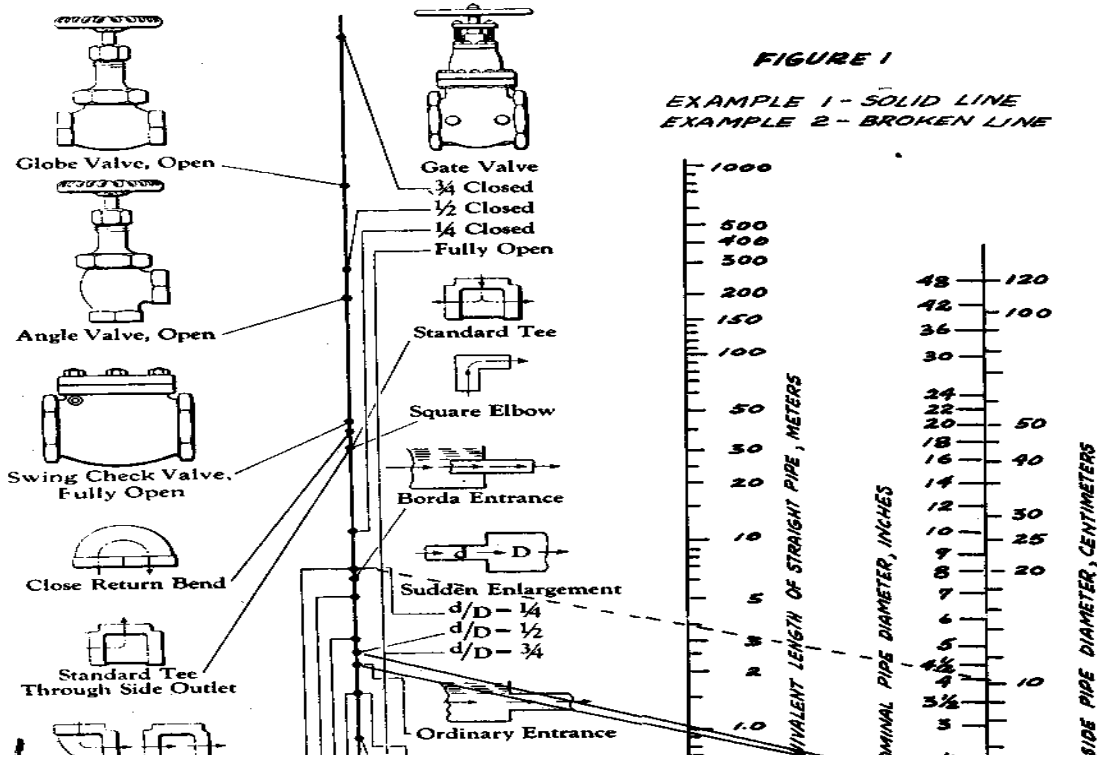 FIGURE 1
EXAMPLE 1 - SOLID LINE
EXAMPLE 2 - BROKEN LINE
Globe Valve, Open
Angle Valve, Open
Swing Check Valve,
Fully Open
Close Return Bend
Standard Tee
Through Side Outlet
Gate Valve
¾ Closed
½ Closed
¼ Closed
Fully Open
Standard Tee
Square Elbow
Borda Entrance
d D
Sudden Enlargement
d/D - ¼
d/D - ½
d/D - ¾
Ordinary Entrance
1000
500
400
300
200
150
100
50
30
20
10
5
3
2
1.0
IVALENT LENGTH OF STRAIGHT PIPE, METERS
48
42
36
30
24
22
20
18
16
14
12
10
9
8
7
6
5
4½
4
3½
3
OMINAL PIPE DIAMETER, INCHES
120
100
50
40
30
25
20
10
SIDE PIPE DIAMETER, CENTIMETERS